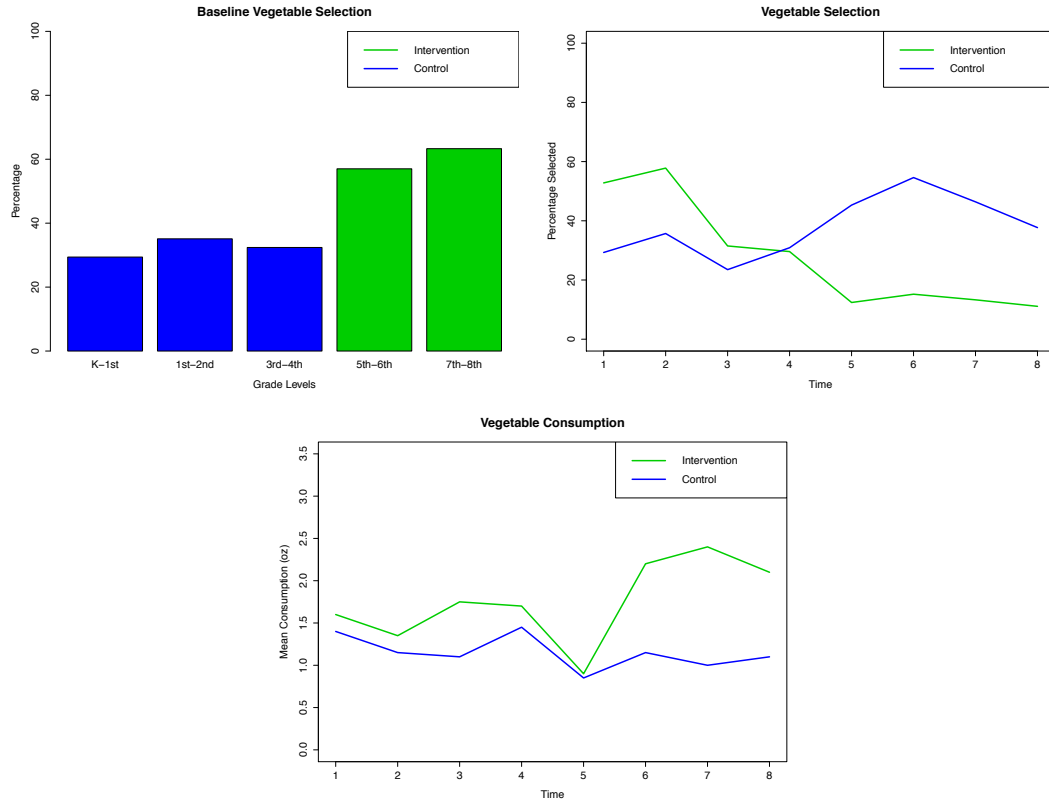 Baseline Vegetable Selection
Percentage
0 20 40 60 80 100
Intervention
Control
K−1st 1st−2nd 3rd−4th 5th−6th 7th−8th
Grade Levels
Vegetable Selection
Percentage Selected
0 20 40 60 80 100
Intervention
Control
1 2 3 4 5 6 7 8
Time
Vegetable Consumption
Mean Consumption (oz)
0.0 0.5 1.0 1.5 2.0 2.5 3.0 3.5
Intervention
Control
1 2 3 4 5 6 7 8
Time